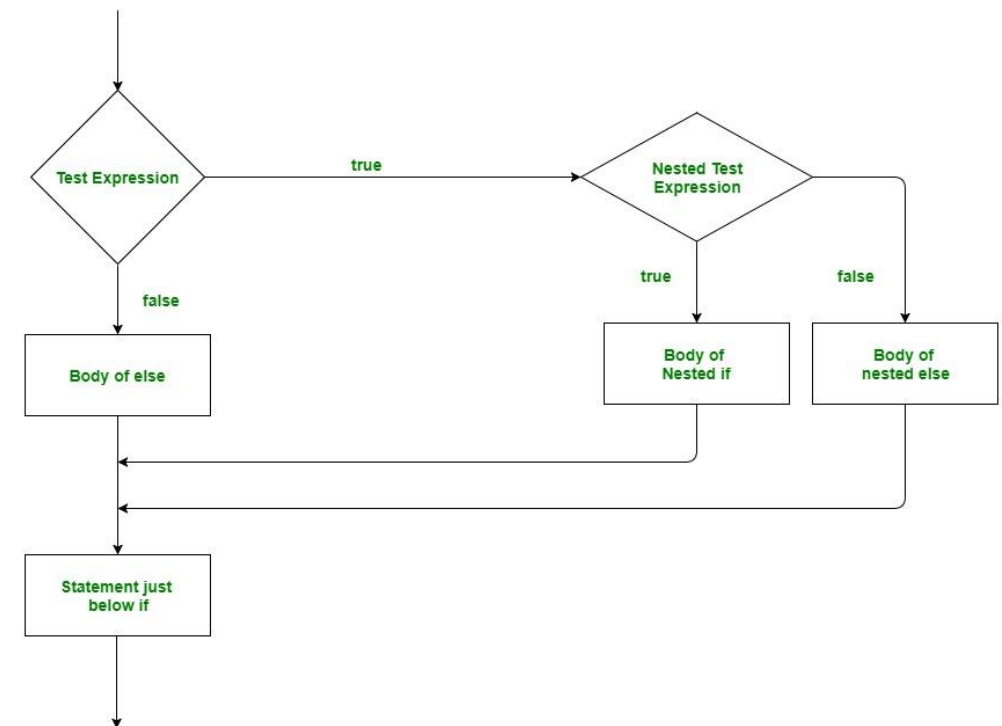 Test Expression
true
Nested Test
Expression
false
true
false
Body of else
Body of
Nested if
Body of
nested else
Statement just
below if